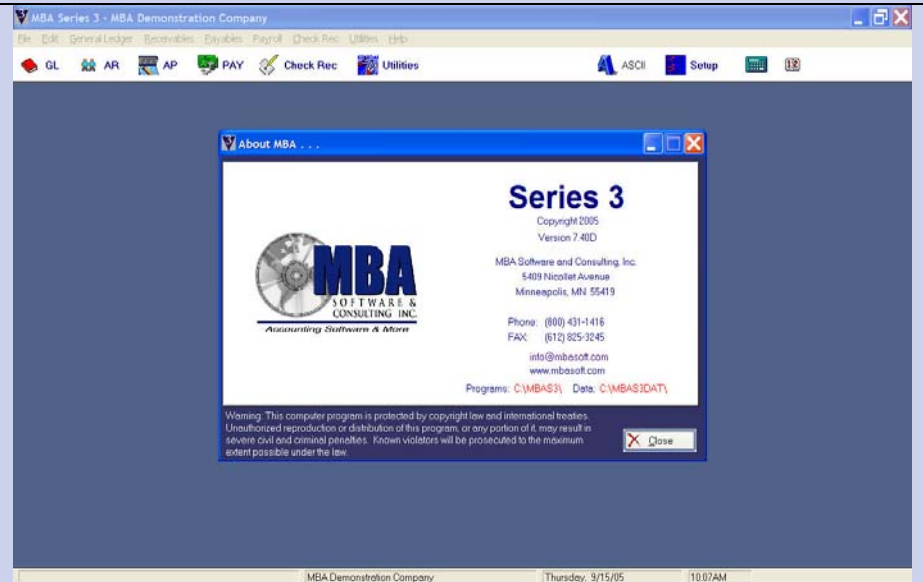 MBA Series 3 - MBA Demonstration Company
File Edit General Ledger Receivables Payables Payroll Check Rec Utilities Help
GL AR AP PAY Check Rec Utilities ASCII Setup
About MBA . . .
MBA
SOFTWARE &
CONSULTING INC.
Accounting Software & More
Series 3
Copyright 2005
Version 7.40D
MBA Software and Consulting, Inc.
5409 Nicollet Avenue
Minneapolis, MN 55419
Phone: (800) 431-1416
FAX: (612) 825-3245
info@mbasoft.com
www.mbasoft.com
Programs: C:\MBAS3\ Data: C:\MBAS3DAT\
Warning: This computer program is protected by copyright law and international treaties.
Unauthorized reproduction or distribution of this program, or any portion of it, may result in
severe civil and criminal penalties. Known violators will be prosecuted to the maximum
extent possible under the law.
Close
MBA Demonstration Company Thursday, 9/15/05 10:07AM